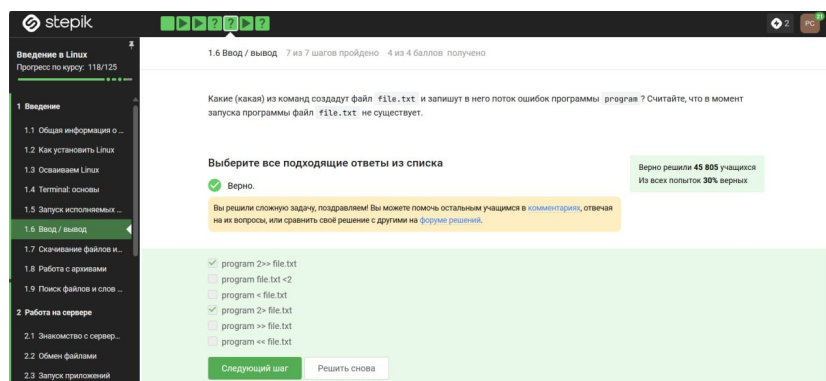 stepik
2
PC
21
Введение в Linux
Прогресс по курсу: 118/125
1.6 Ввод / вывод 7 из 7 шагов пройдено 4 из 4 баллов получено
1 Введение
1.1 Общая информация о ...
1.2 Как установить Linux
1.3 Осваиваем Linux
1.4 Terminal: основы
1.5 Запуск исполняемых ...
1.6 Ввод / вывод
1.7 Скачивание файлов и...
1.8 Работа с архивами
1.9 Поиск файлов и слов ...
2 Работа на сервере
2.1 Знакомство с сервер...
2.2 Обмен файлами
2.3 Запуск приложений
Какие (какая) из команд создадут файл file.txt и запишут в него поток ошибок программы program? Считайте, что в момент
запуска программы файл file.txt не существует.
Выберите все подходящие ответы из списка
Верно.
Верно решили 45 805 учащихся
Из всех попыток 30% верных
Вы решили сложную задачу, поздравляем! Вы можете помочь остальным учащимся в комментариях, отвечая
на их вопросы, или сравнить своё решение с другими на форуме решений.
program 2>> file.txt
program file.txt <2
program < file.txt
program 2> file.txt
program >> file.txt
program << file.txt
Следующий шаг
Решить снова